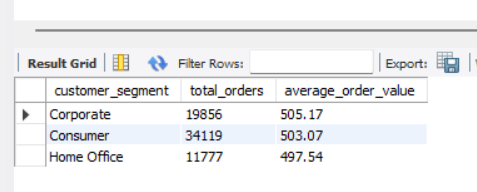 Result Grid Filter Rows: Export:
customer_segment total_orders average_order_value
Corporate 19856 505.17
Consumer 34119 503.07
Home Office 11777 497.54